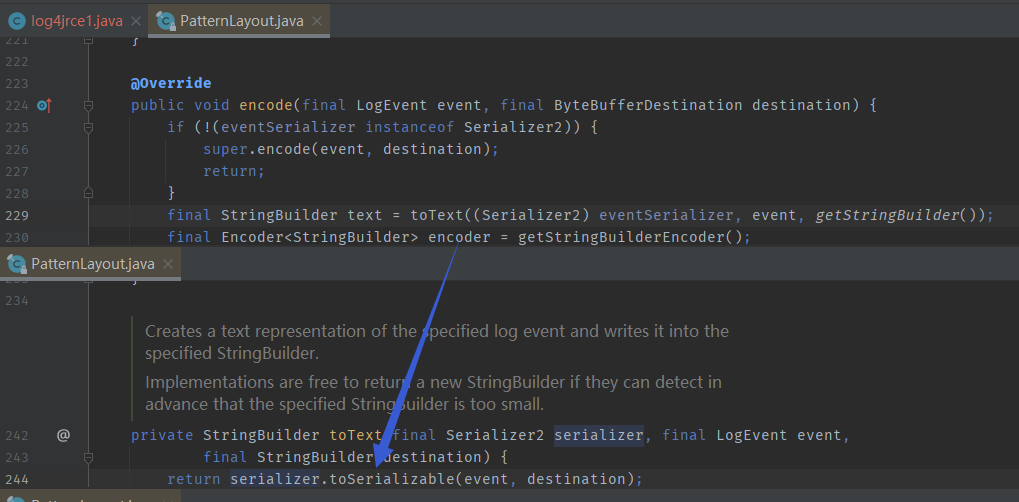 log4jrce1.java × PatternLayout.java ×
221 }
222
223 @Override
224 public void encode(final LogEvent event, final ByteBufferDestination destination) {
225 if (!(eventSerializer instanceof Serializer2)) {
226 super.encode(event, destination);
227 return;
228 }
229 final StringBuilder text = toText((Serializer2) eventSerializer, event, getStringBuilder());
230 final Encoder<StringBuilder> encoder = getStringBuilderEncoder();
PatternLayout.java ×
234
Creates a text representation of the specified log event and writes it into the
specified StringBuilder.
Implementations are free to return a new StringBuilder if they can detect in
advance that the specified StringBuilder is too small.
242 @ private StringBuilder toText(final Serializer2 serializer, final LogEvent event,
243 final StringBuilder destination) {
244 return serializer.toSerializable(event, destination);